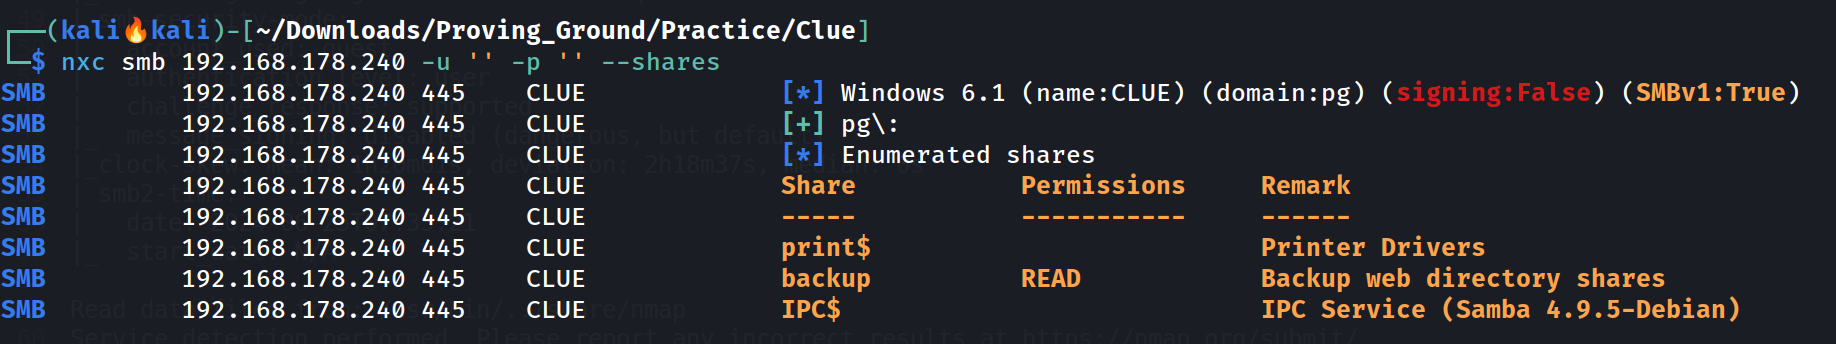 (kali🔥kali)-[~/Downloads/Proving_Ground/Practice/Clue]
$ nxc smb 192.168.178.240 -u '' -p '' --shares
SMB 192.168.178.240 445 CLUE [*] Windows 6.1 (name:CLUE) (domain:pg) (signing:False) (SMBv1:True)
SMB 192.168.178.240 445 CLUE [+] pg\:
SMB 192.168.178.240 445 CLUE [*] Enumerated shares
SMB 192.168.178.240 445 CLUE Share Permissions Remark
SMB 192.168.178.240 445 CLUE ----- ----------- ------
SMB 192.168.178.240 445 CLUE print$ Printer Drivers
SMB 192.168.178.240 445 CLUE backup READ Backup web directory shares
SMB 192.168.178.240 445 CLUE IPC$ IPC Service (Samba 4.9.5-Debian)